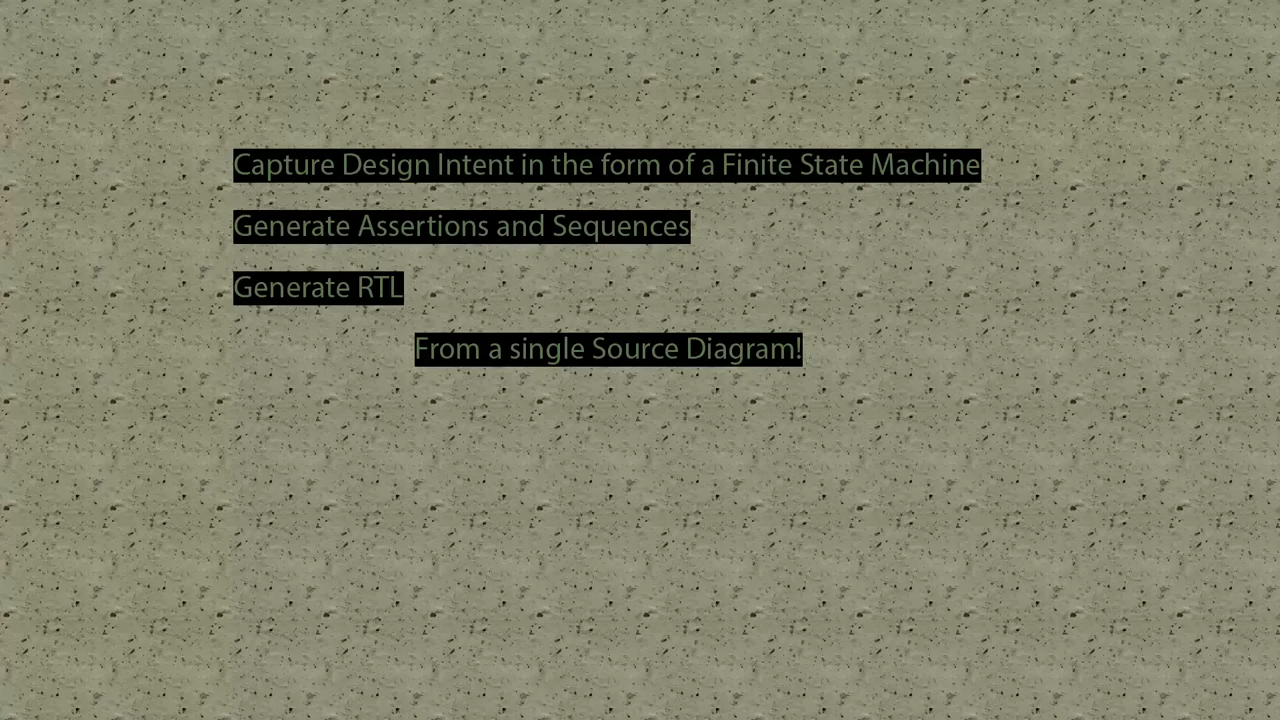 Capture Design Intent in the form of a Finite State Machine
Generate Assertions and Sequences
Generate RTL
From a single Source Diagram!